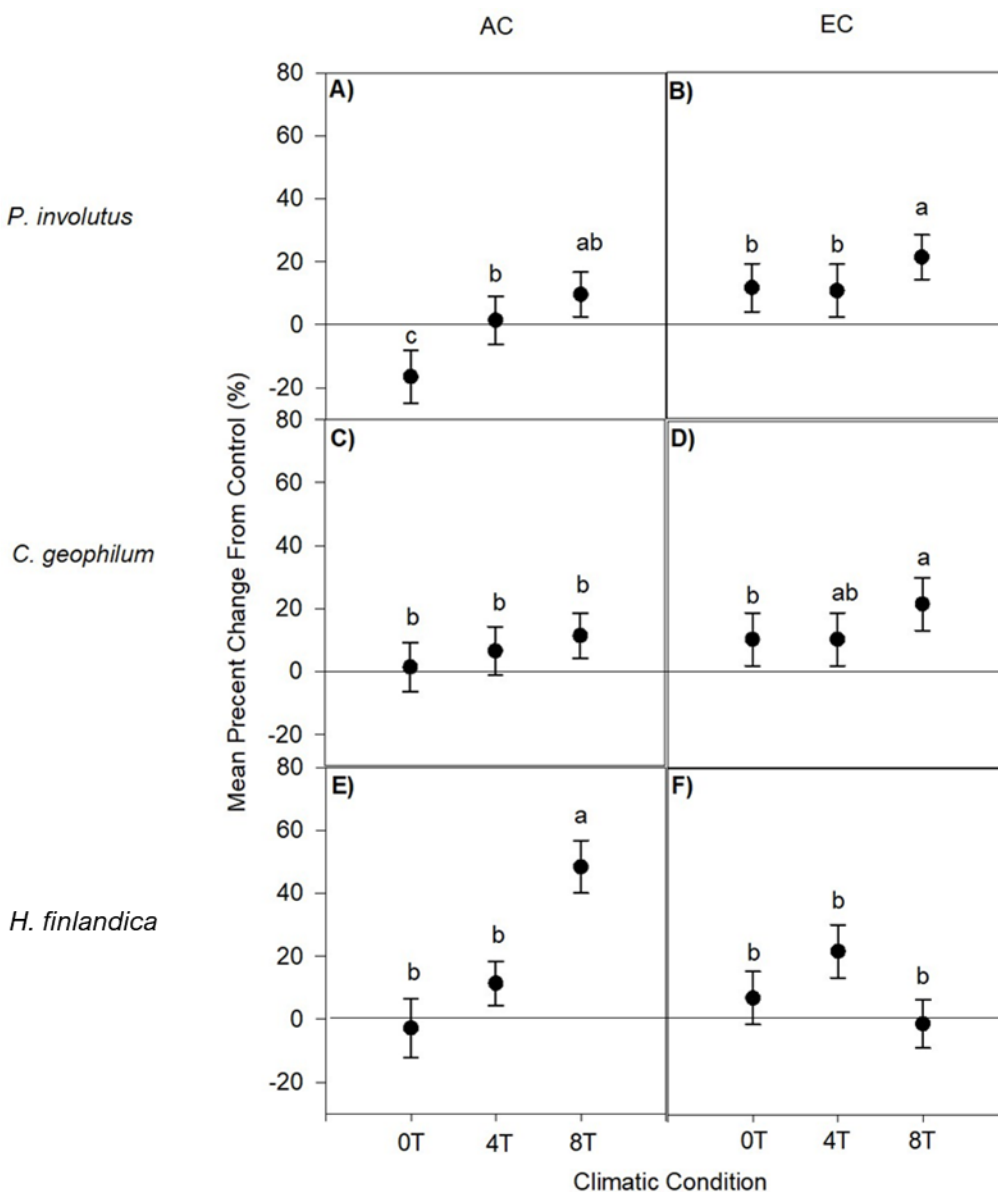 AC EC
80 A) B)
60
P. involutus 40 a
20 b ab b b
0 c
-20
80 C) D)
60
C. geophilum 40 a
20 b b b b ab
0
-20
80 E) F)
60 a
H. finlandica 40 b
20 b b b b
0
-20
0T 4T 8T 0T 4T 8T
Mean Precent Change From Control (%)
Climatic Condition